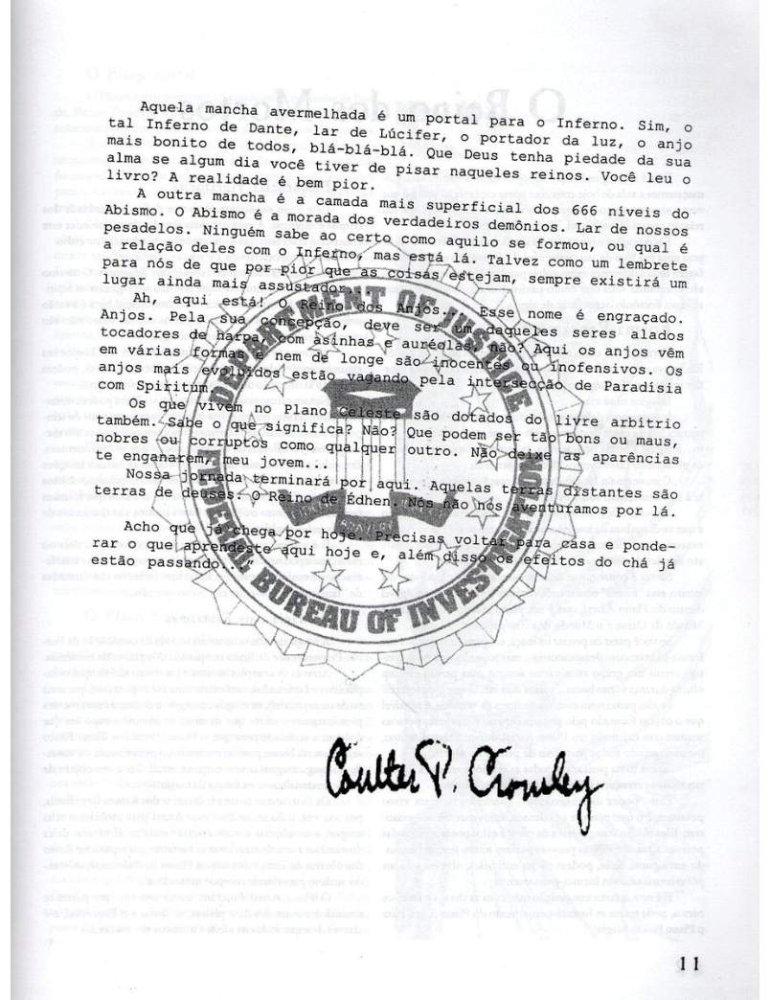 Aquela mancha avermelhada é um portal para o Inferno. Sim, o
tal Inferno de Dante, lar de Lúcifer, o portador da luz, o anjo
mais bonito de todos, blá-blá-blá. Que Deus tenha piedade da sua
alma se algum dia você tiver de pisar naqueles reinos. Você leu o
livro? A realidade é bem pior.
A outra mancha é a camada mais superficial dos 666 níveis do
Abismo. O Abismo é a morada dos verdadeiros demônios. Lar de nossos
pesadelos. Ninguém sabe ao certo como aquilo se formou, ou qual é
a relação deles com o Inferno, mas está lá. Talvez como um lembrete
para nós de que por pior que as coisas estejam, sempre existirá um
lugar ainda mais assustador.
Ah, aqui está! O Reino dos Anjos... Esse nome é engraçado.
Anjos. Pela sua concepção, deve ser um daqueles seres alados
tocadores de harpa, com asinhas e auréolas, não? Aqui os anjos vêm
em várias formas e nem de longe são inocentes ou inofensivos. Os
anjos mais evoluídos estão vagando pela intersecção de Paradísia
com Spiritum.
Os que vivem no Plano Celeste são dotados do livre arbítrio
também. Sabe o que significa? Não? Que podem ser tão bons ou maus,
nobres ou corruptos como qualquer outro. Não deixe as aparências
te enganarem, meu jovem...
Nossa jornada terminará por aqui. Aquelas terras distantes são
terras de deuses. O Reino de Édhen. Nós não nos aventuramos por lá.
Acho que já chega por hoje. Precisas voltar para casa e ponde-
rar o que aprendeste aqui hoje e, além disso os efeitos do chá já
estão passando..."
DEPARTMENT OF JUSTICE
FEDERAL BUREAU OF INVESTIGATION
Coulter P. Crowley
11